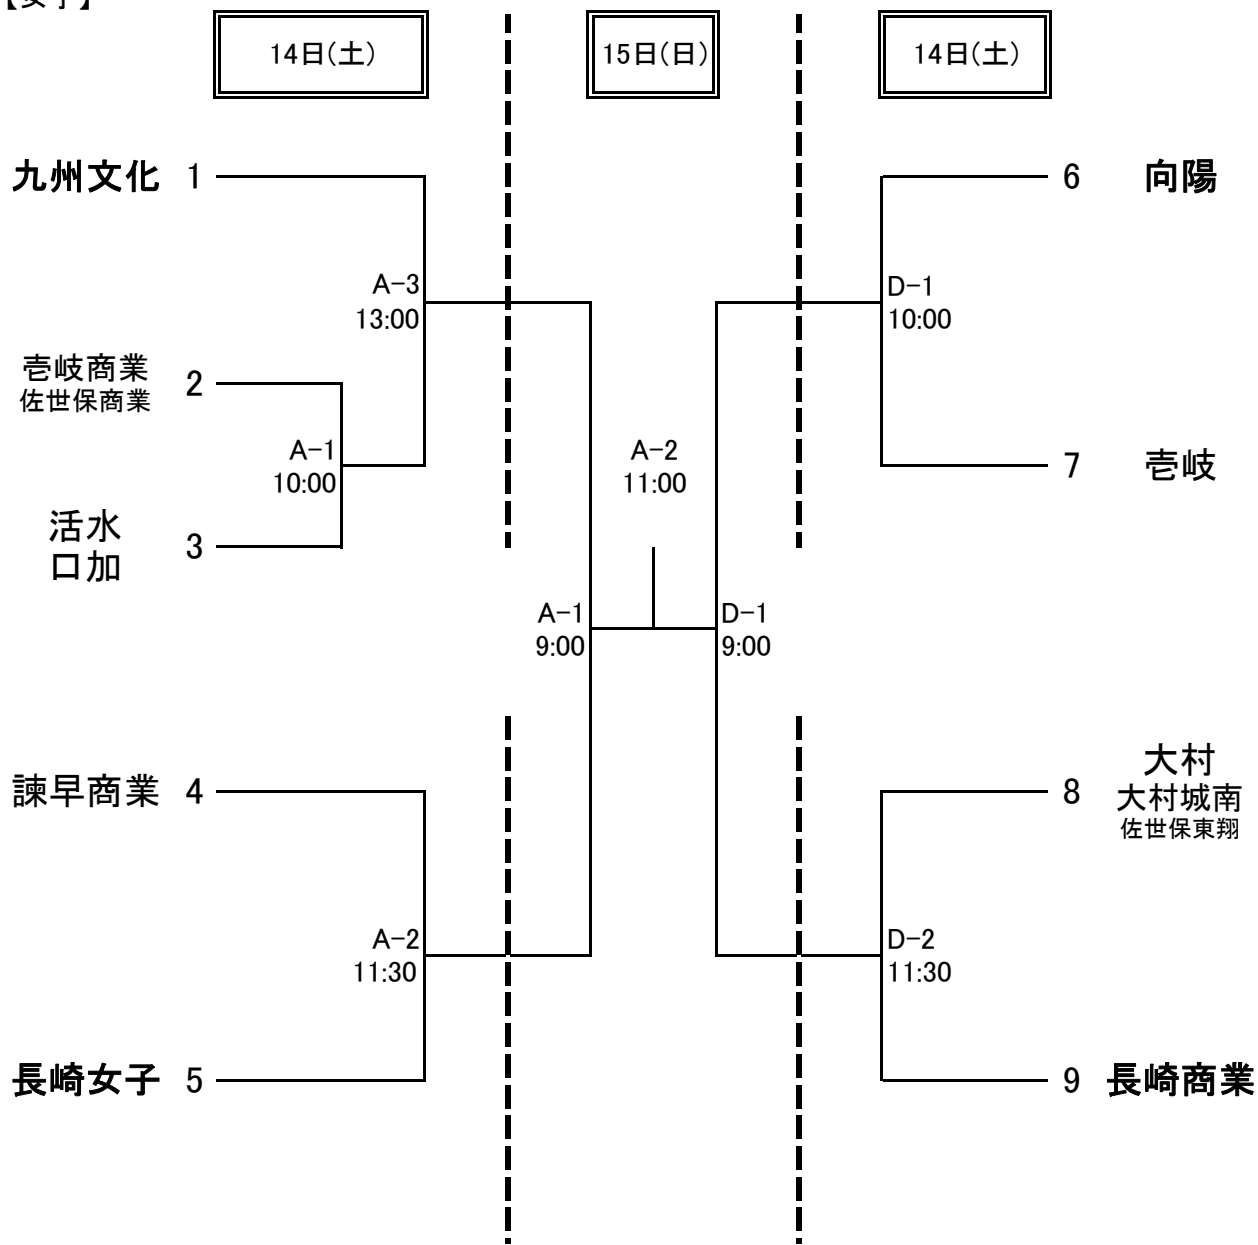 【女子】
14日(土)
15日(日)
14日(土)
九州文化 1
6 向陽
A-3
13:00
D-1
10:00
壱岐商業
佐世保商業
2
A-1
10:00
A-2
11:00
7 壱岐
活水
口加
3
A-1
9:00
D-1
9:00
諫早商業 4
8
大村
大村城南
佐世保東翔
A-2
11:30
D-2
11:30
長崎女子 5
9 長崎商業